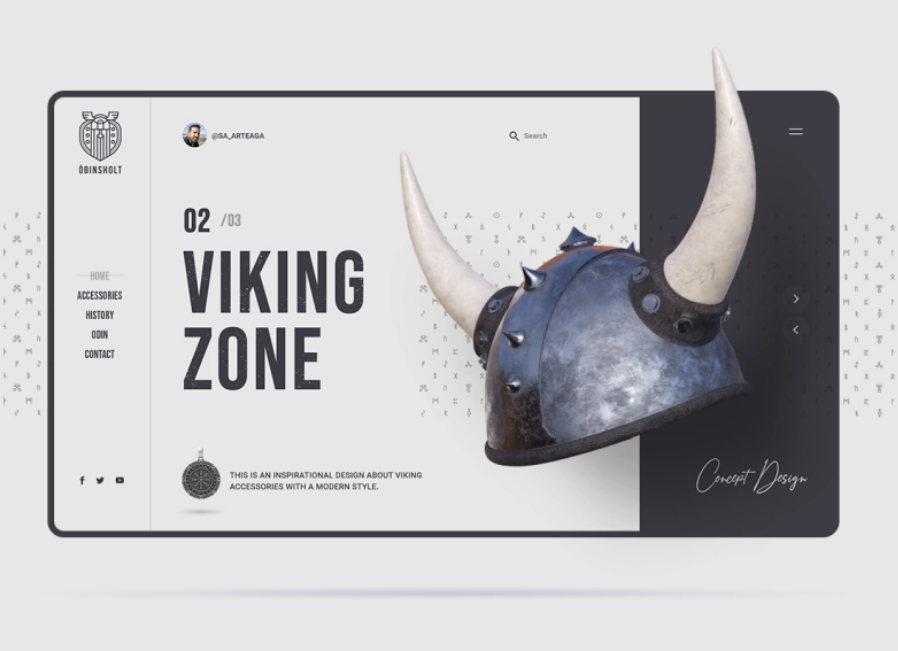 ÓÐINSHOLT
@SA_ARTEAGA
Search
02 /03
VIKING
ZONE
HOME
ACCESSORIES
HISTORY
ODIN
CONTACT
THIS IS AN INSPIRATIONAL DESIGN ABOUT VIKING
ACCESSORIES WITH A MODERN STYLE.
Concept Design